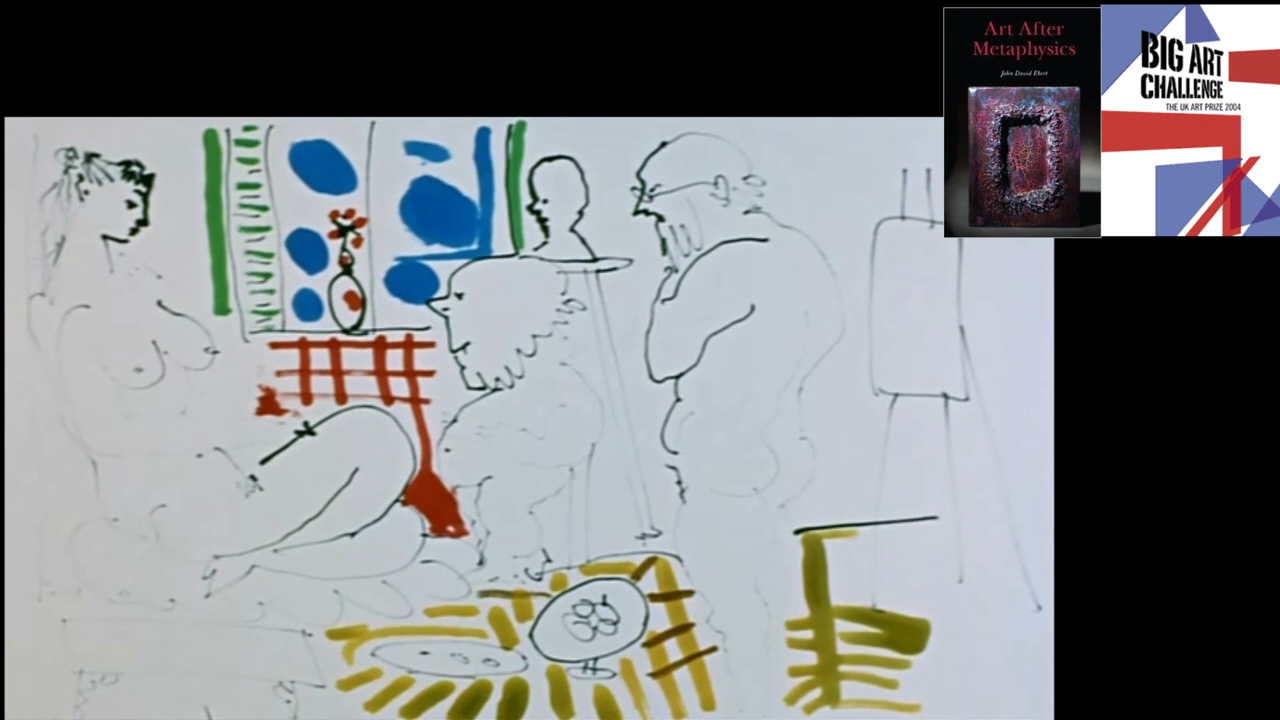 Art After
Metaphysics
John David Ebert
BIG ART
CHALLENGE
THE UK ART PRIZE 2004